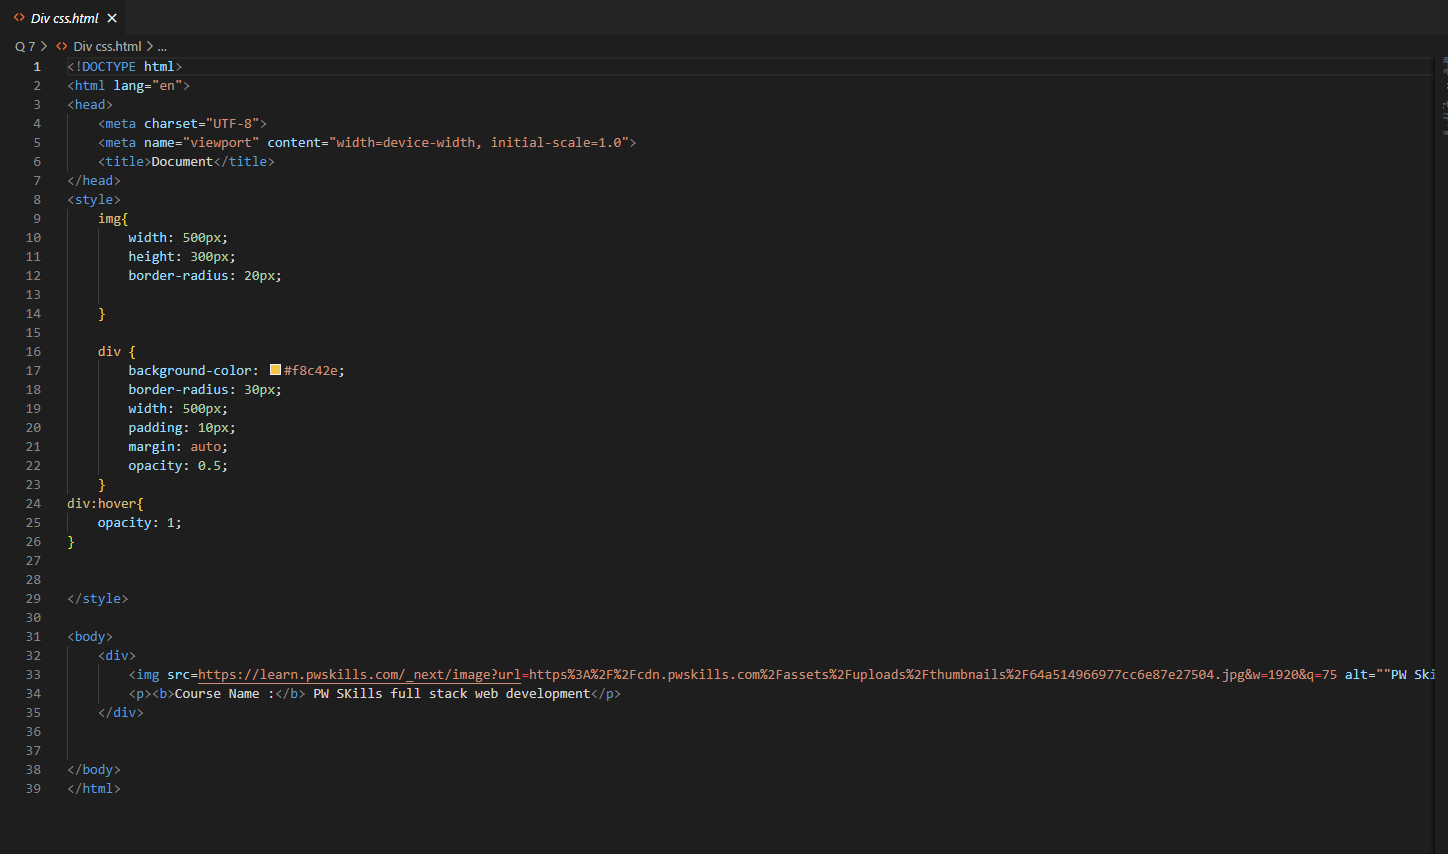 Div css.html
Q 7 > Div css.html > ...
1 <!DOCTYPE html>
2 <html lang="en">
3 <head>
4 <meta charset="UTF-8">
5 <meta name="viewport" content="width=device-width, initial-scale=1.0">
6 <title>Document</title>
7 </head>
8 <style>
9 img{
10 width: 500px;
11 height: 300px;
12 border-radius: 20px;
13
14 }
15
16 div {
17 background-color: #f8c42e;
18 border-radius: 30px;
19 width: 500px;
20 padding: 10px;
21 margin: auto;
22 opacity: 0.5;
23 }
24 div:hover{
25 opacity: 1;
26 }
27
28
29 </style>
30
31 <body>
32 <div>
33 <img src=https://learn.pwskills.com/_next/image?url=https%3A%2F%2Fcdn.pwskills.com%2Fassets%2Fuploads%2Fthumbnails%2F64a514966977cc6e87e27504.jpg&w=1920&q=75 alt=""PW Ski
34 <p><b>Course Name :</b> PW SKills full stack web development</p>
35 </div>
36
37
38 </body>
39 </html>